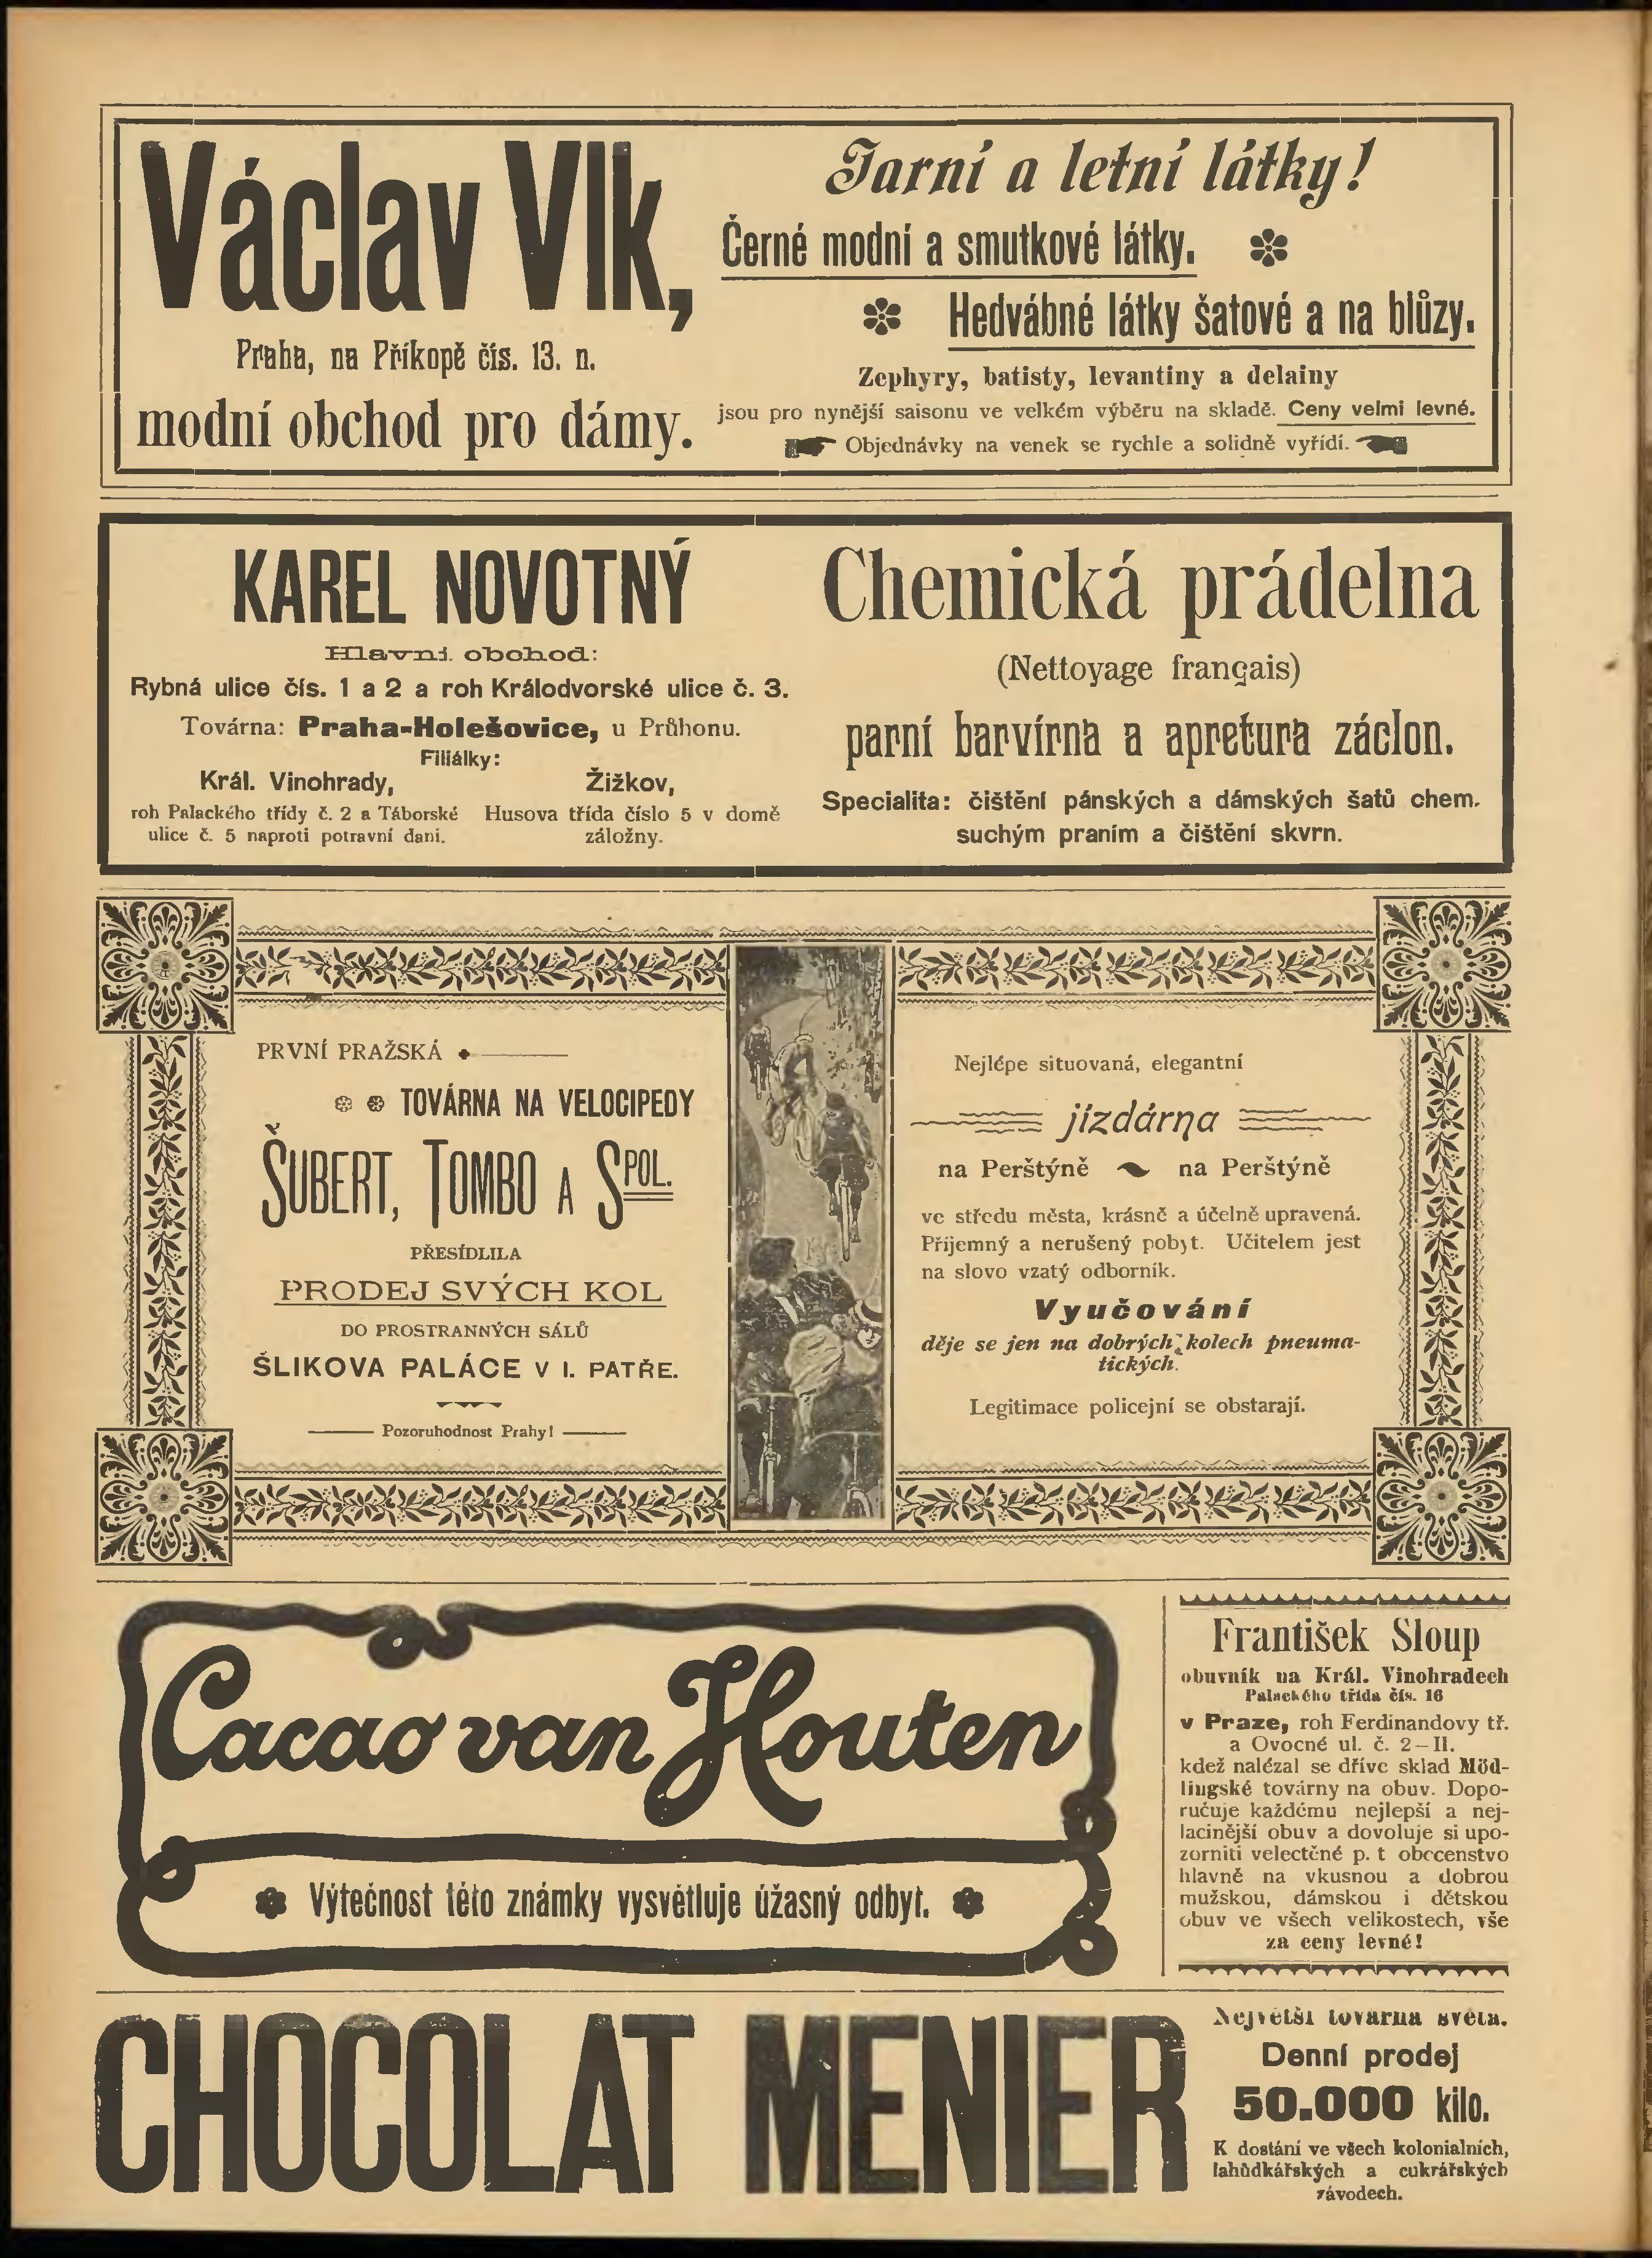 Václav Vlk,
Praha, na Příkopě čís. 13. n.
modní obchod pro dámy.
Jarní a letní látky!
Černé modní a smutkové látky.
Hedvábné látky šatové a na blůzy.
Zephyry, batisty, levantiny a delainy
jsou pro nynější saisonu ve velkém výběru na skladě. Ceny velmi levné.
Objednávky na venek se rychle a solidně vyřídí.
KAREL NOVOTNÝ
Hlavní obchod:
Rybná ulice čís. 1 a 2 a roh Králodvorské ulice č. 3.
Továrna: Praha-Holešovice, u Průhonu.
Filiálky:
Král. Vinohrady,
roh Palackého třídy č. 2 a Táborské
ulice č. 5 naproti potravní dani.
Žižkov,
Husova třída číslo 5 v domě
záložny.
Chemická prádelna
(Nettoyage français)
parní barvírna a apretura záclon.
Specialita: čištění pánských a dámských šatů chem.
suchým praním a čištění skvrn.
PRVNÍ PRAŽSKÁ
TOVÁRNA NA VELOCIPEDY
ŠUBERT, TOMBO A SPOL.
PŘESÍDLILA
PRODEJ SVÝCH KOL
DO PROSTRANNÝCH SÁLŮ
ŠLIKOVA PALÁCE V I. PATŘE.
Pozoruhodnost Prahy!
Nejlépe situovaná, elegantní
jízdárna
na Perštýně na Perštýně
ve středu města, krásně a účelně upravená.
Příjemný a nerušený pobyt. Učitelem jest
na slovo vzatý odborník.
Vyučování
děje se jen na dobrých kolech pneuma-
tických.
Legitimace policejní se obstarají.
Cacao van Houten
Výtečnost této známky vysvětluje úžasný odbyt.
František Sloup
obuvník na Král. Vinohradech
Palackého třída čís. 16
v Praze, roh Ferdinandovy tř.
a Ovocné ul. č. 2—II.
kdež nalézal se dříve sklad Möd-
lingské továrny na obuv. Dopo-
ručuje každému nejlepší a nej-
lacinější obuv a dovoluje si upo-
zorniti velectěné p. t obecenstvo
hlavně na vkusnou a dobrou
mužskou, dámskou i dětskou
obuv ve všech velikostech, vše
za ceny levné!
CHOCOLAT MENIER
Největší továrna světa.
Denní prodej
50.000 kilo.
K dostání ve všech kolonialních,
lahůdkářských a cukrářských
závodech.